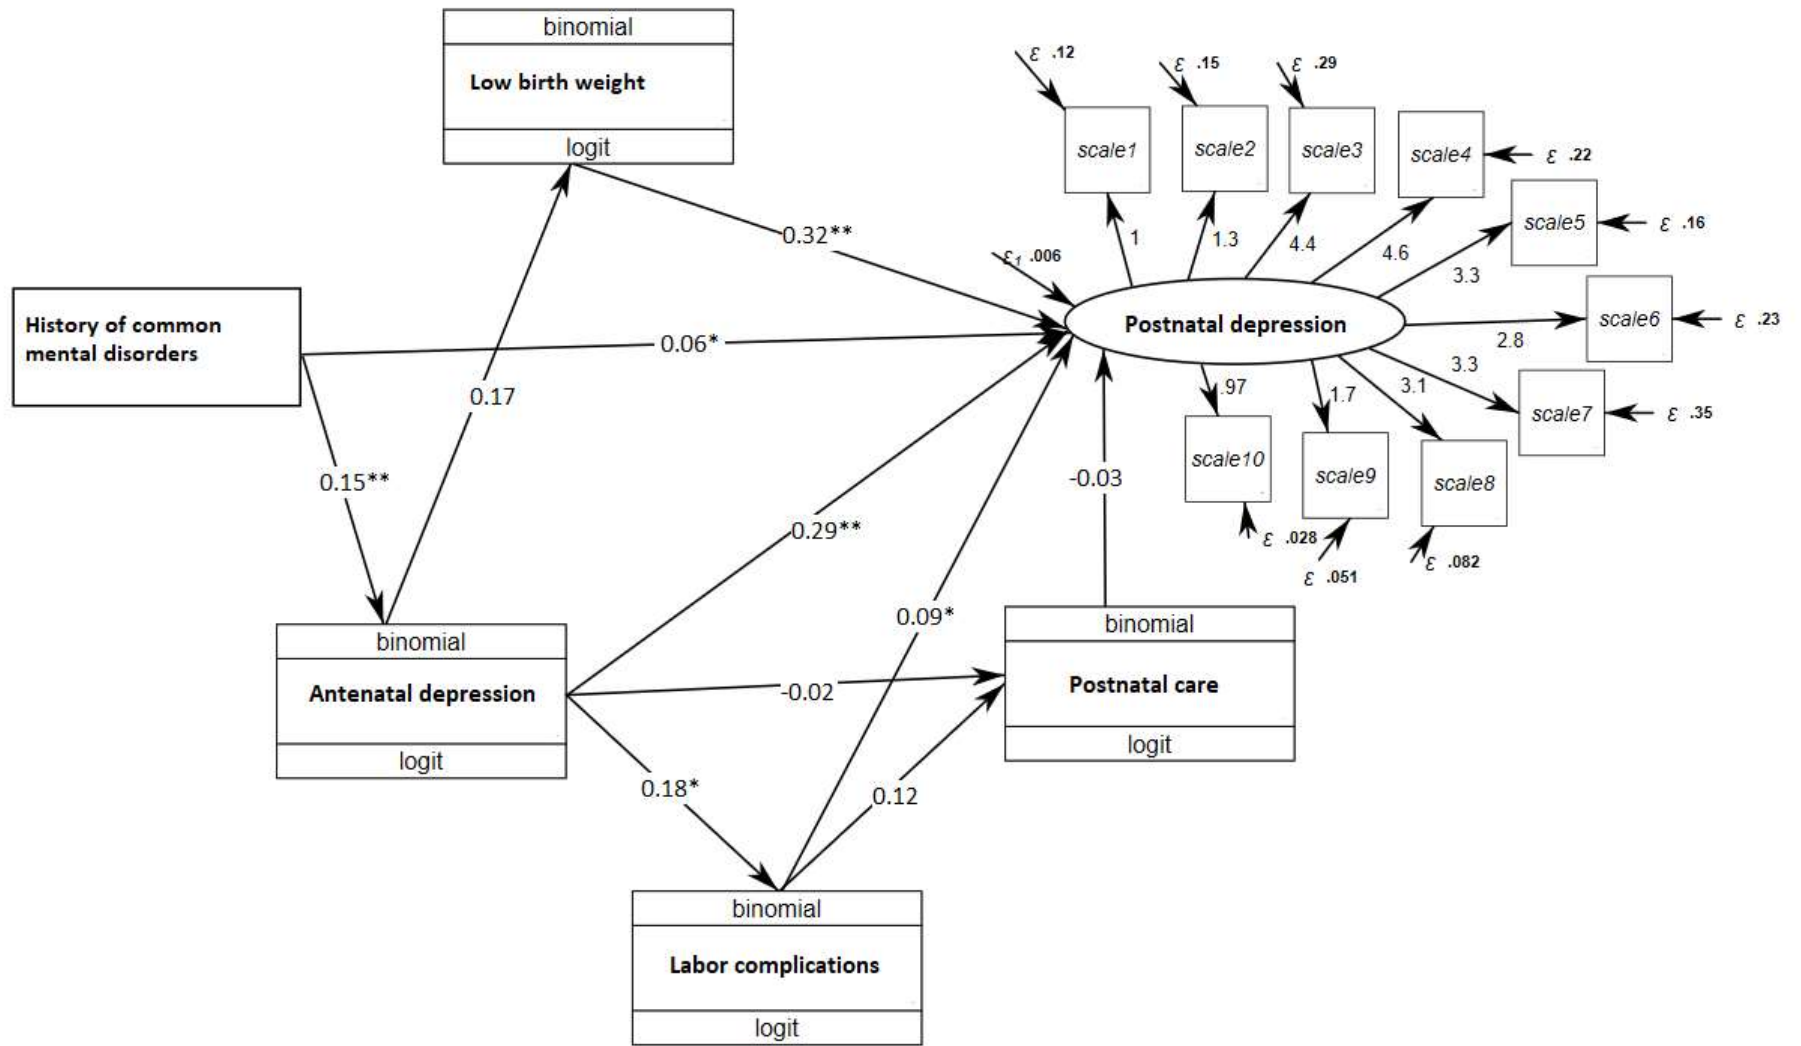 binomial
Low birth weight
logit
ε .12
ε .15
ε .29
scale1
scale2
scale3
scale4
ε .22
scale5
ε .16
1
1.3
4.4
4.6
3.3
0.32**
ε1 .006
History of common
mental disorders
0.06*
Postnatal depression
scale6
ε .23
2.8
3.3
3.1
1.7
.97
scale7
ε .35
0.17
0.15**
scale10
scale9
scale8
-0.03
ε .028
ε .051
ε .082
0.29**
0.09*
binomial
Antenatal depression
logit
-0.02
binomial
Postnatal care
logit
0.18*
0.12
binomial
Labor complications
logit